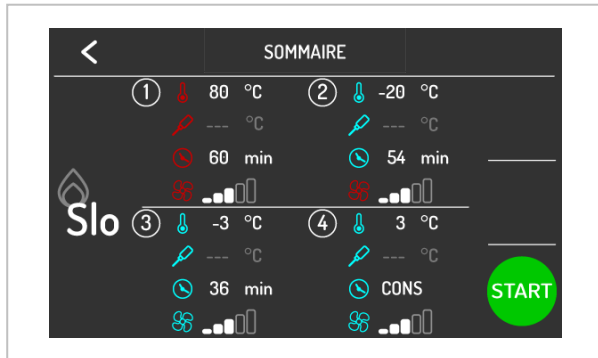 SOMMAIRE
1 80 °C 2 -20 °C
--- °C --- °C
60 min 54 min
Slo
3 -3 °C 4 3 °C
--- °C --- °C
36 min CONS
START